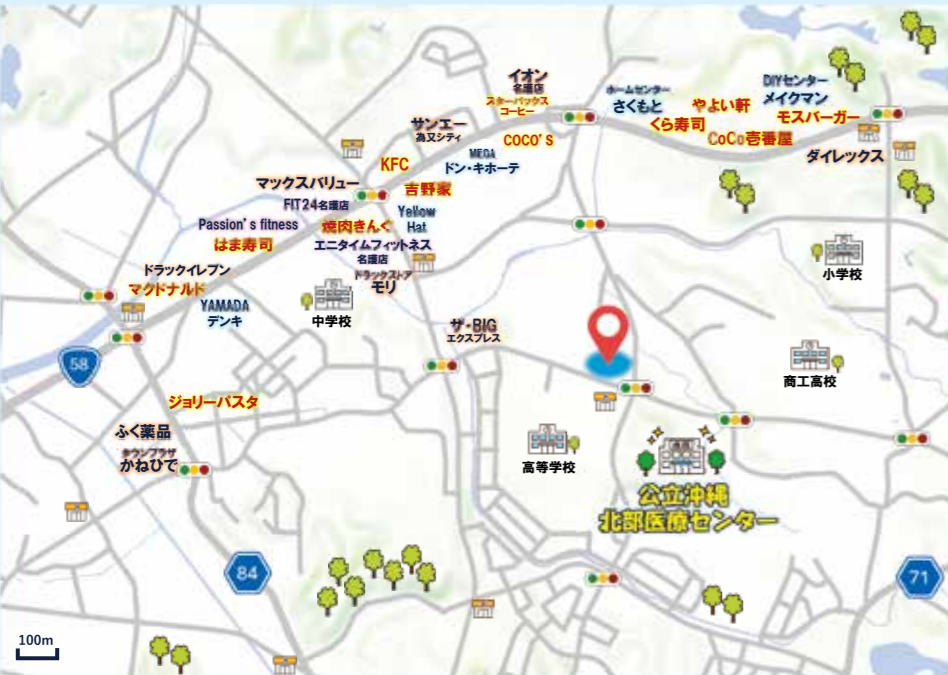 イオン
名護店
スターバックス
コーヒー
ホームセンター
さくもと
DIYセンター
メイクマン
やよい軒
モスバーガー
くら寿司
CoCo壱番屋
ダイレックス
サンエー
為又シティ
COCO'S
MEGA
ドン・キホーテ
KFC
マックスバリュー
吉野家
FIT24名護店
Yellow
Hat
Passion's fitness
焼肉きんぐ
はま寿司
エニタイムフィットネス
名護店
ドラックストア
モリ
ドラックイレブン
マクドナルド
YAMADA
デンキ
中学校
小学校
ザ・BIG
エクスプレス
58
商工高校
ジョリーパスタ
ふく薬品
タウンプラザ
かねひで
高等学校
公立沖縄
北部医療センター
84
71
100m